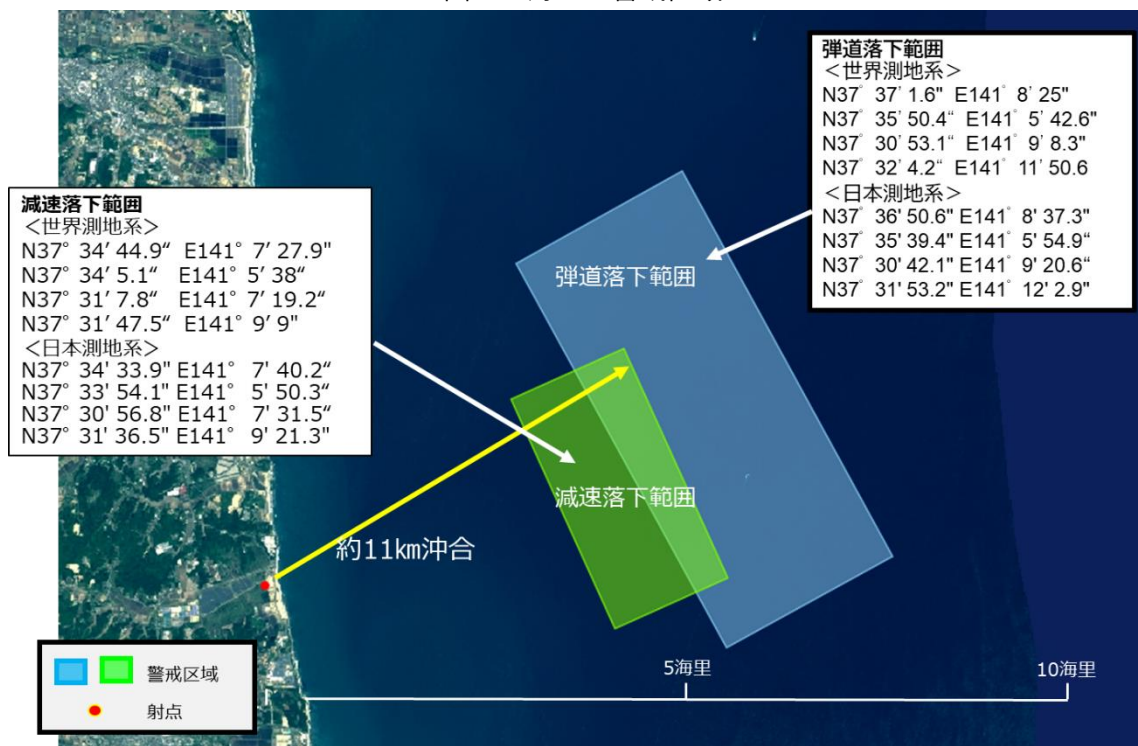 弾道落下範囲
＜世界測地系＞
N37° 37' 1.6" E141° 8' 25"
N37° 35' 50.4“ E141° 5' 42.6"
N37° 30' 53.1“ E141° 9' 8.3"
N37° 32' 4.2“ E141° 11' 50.6
＜日本測地系＞
N37° 36' 50.6" E141° 8' 37.3"
N37° 35' 39.4" E141° 5' 54.9“
N37° 30' 42.1" E141° 9' 20.6“
N37° 31' 53.2" E141° 12' 2.9"
減速落下範囲
＜世界測地系＞
N37° 34′ 44.9“ E141° 7′ 27.9"
N37° 34′ 5.1“ E141° 5′ 38“
N37° 31′ 7.8“ E141° 7′ 19.2“
N37° 31′ 47.5“ E141° 9′ 9"
＜日本測地系＞
N37° 34' 33.9" E141° 7' 40.2“
N37° 33' 54.1" E141° 5' 50.3“
N37° 30' 56.8" E141° 7' 31.5“
N37° 31' 36.5" E141° 9' 21.3"
弾道落下範囲
減速落下範囲
約11km沖合
5海里
10海里
警戒区域
射点